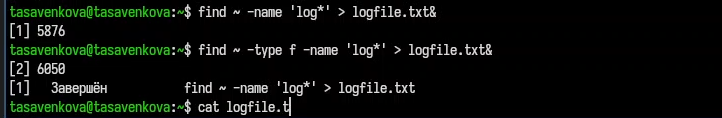 tasavenkova@tasavenkova:~$ find ~ -name 'log*' > logfile.txt&
[1] 5876
tasavenkova@tasavenkova:~$ find ~ -type f -name 'log*' > logfile.txt&
[2] 6050
[1]   Завершён        find ~ -name 'log*' > logfile.txt
tasavenkova@tasavenkova:~$ cat logfile.t